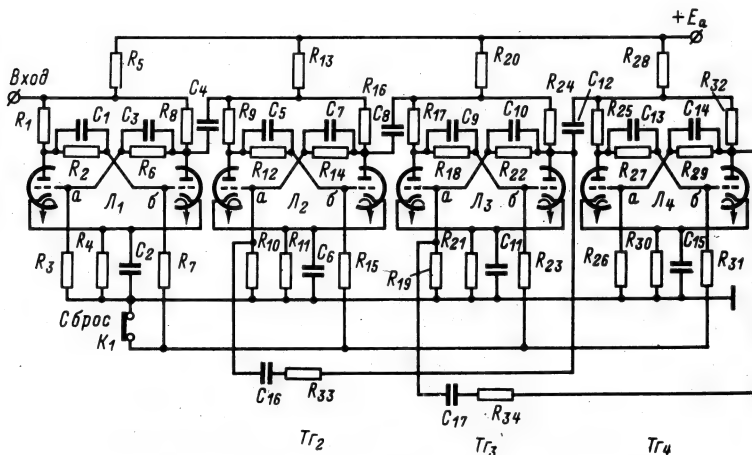 + Eа
R5 R13 R20 R28
Вход
C4 R16 R24 C12 R32
R1 C1 C3 R8 R9 C5 C7 C8 R17 C9 C10 R25 C13 C14
R2 R6 R12 R14 R18 R22 R27 R29
а Л1 б а Л2 б а Л3 б а Л4 б
R3 R4 C2 R7 R10 R11 C6 R15 R19 R21 C11 R23 R26 R30 C15 R31
Сброс
K1
C16 R33
C17 R34
Тг2 Тг3 Тг4